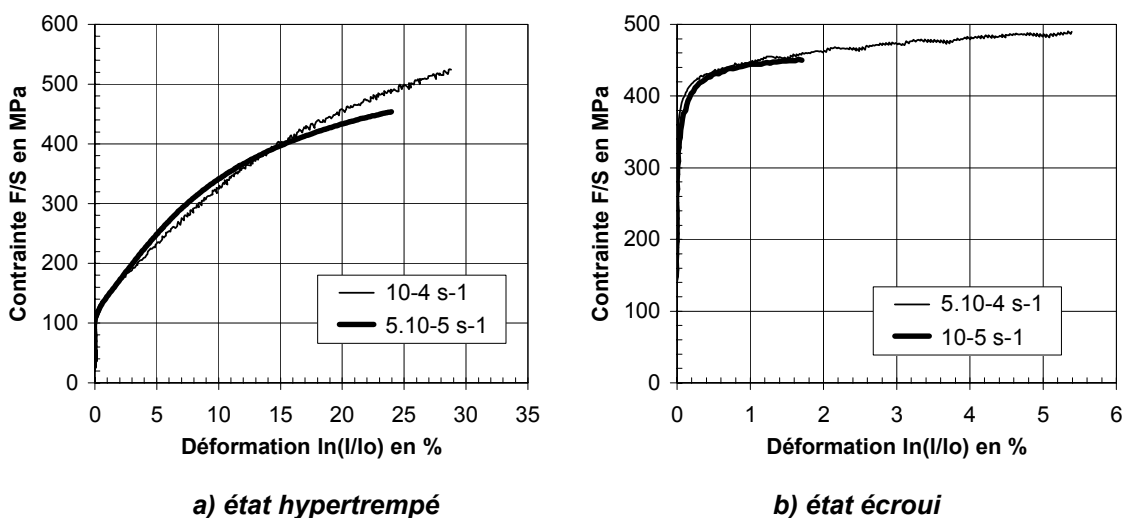 600
500
400
300
200
100
0
Contrainte F/S en MPa
0 5 10 15 20 25 30 35
Déformation ln(l/lo) en %
10-4 s-1
5.10-5 s-1
a) état hypertrempé
500
400
300
200
100
0
Contrainte F/S en MPa
0 1 2 3 4 5 6
Déformation ln(l/lo) en %
5.10-4 s-1
10-5 s-1
b) état écroui